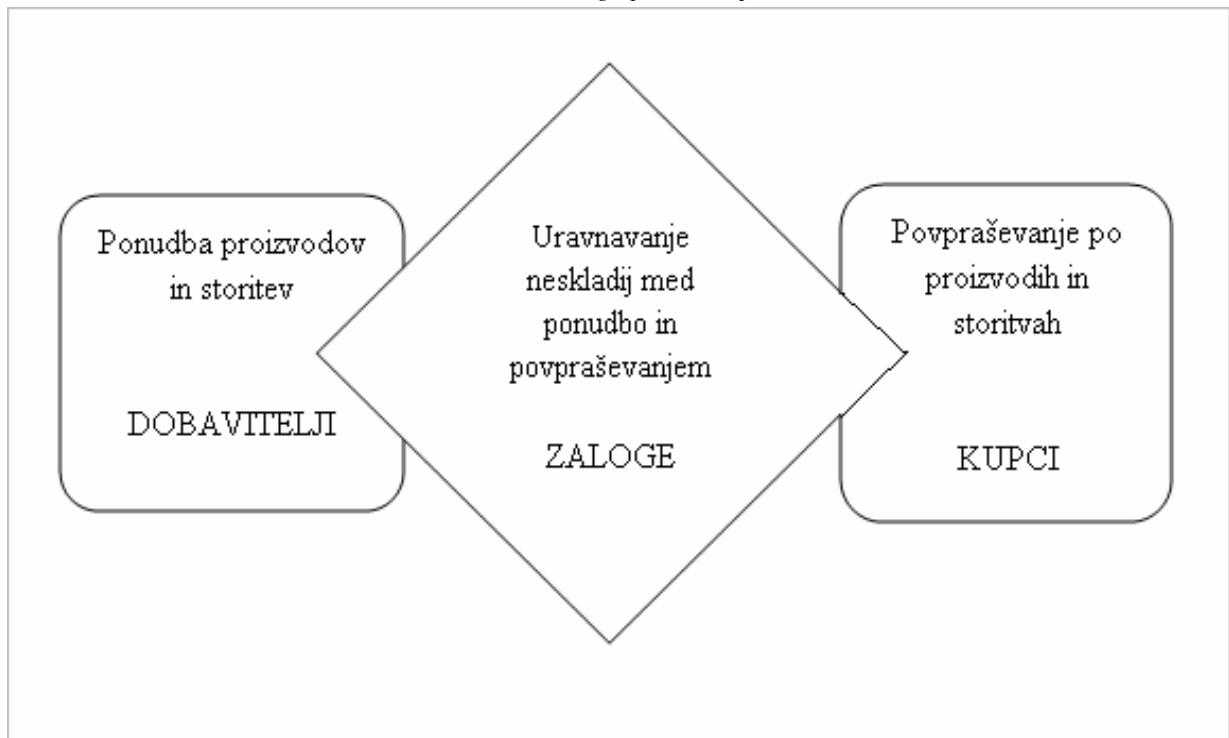 Ponudba proizvodov
in storitev
DOBAVITELJI
Uravnavanje
neskladij med
ponudbo in
povpraševanjem
ZALOGE
Povpraševanje po
proizvodih in
storitvah
KUPCI